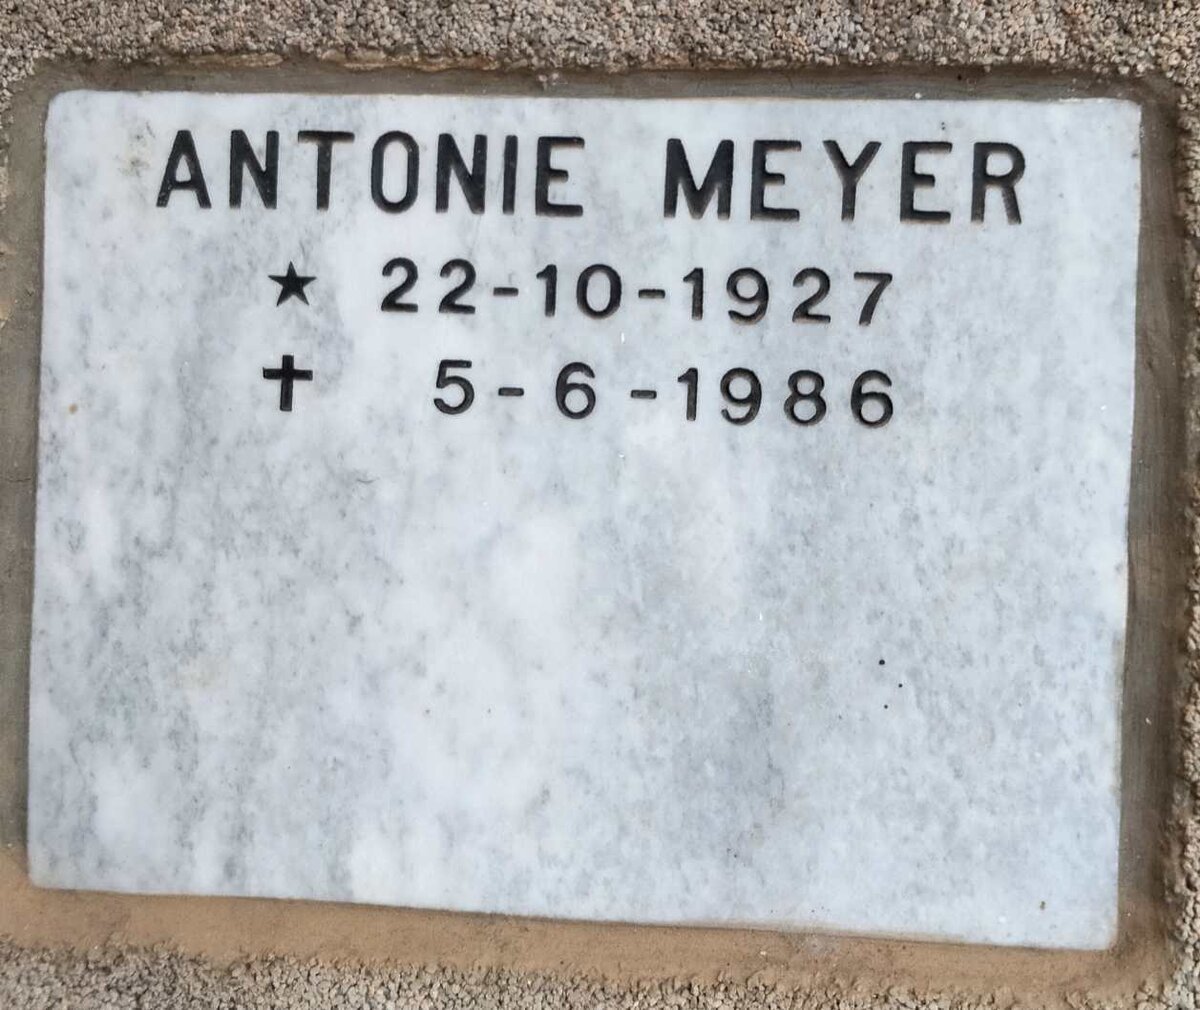 ANTONIE MEYER
★ 22-10-1927
✝ 5-6-1986